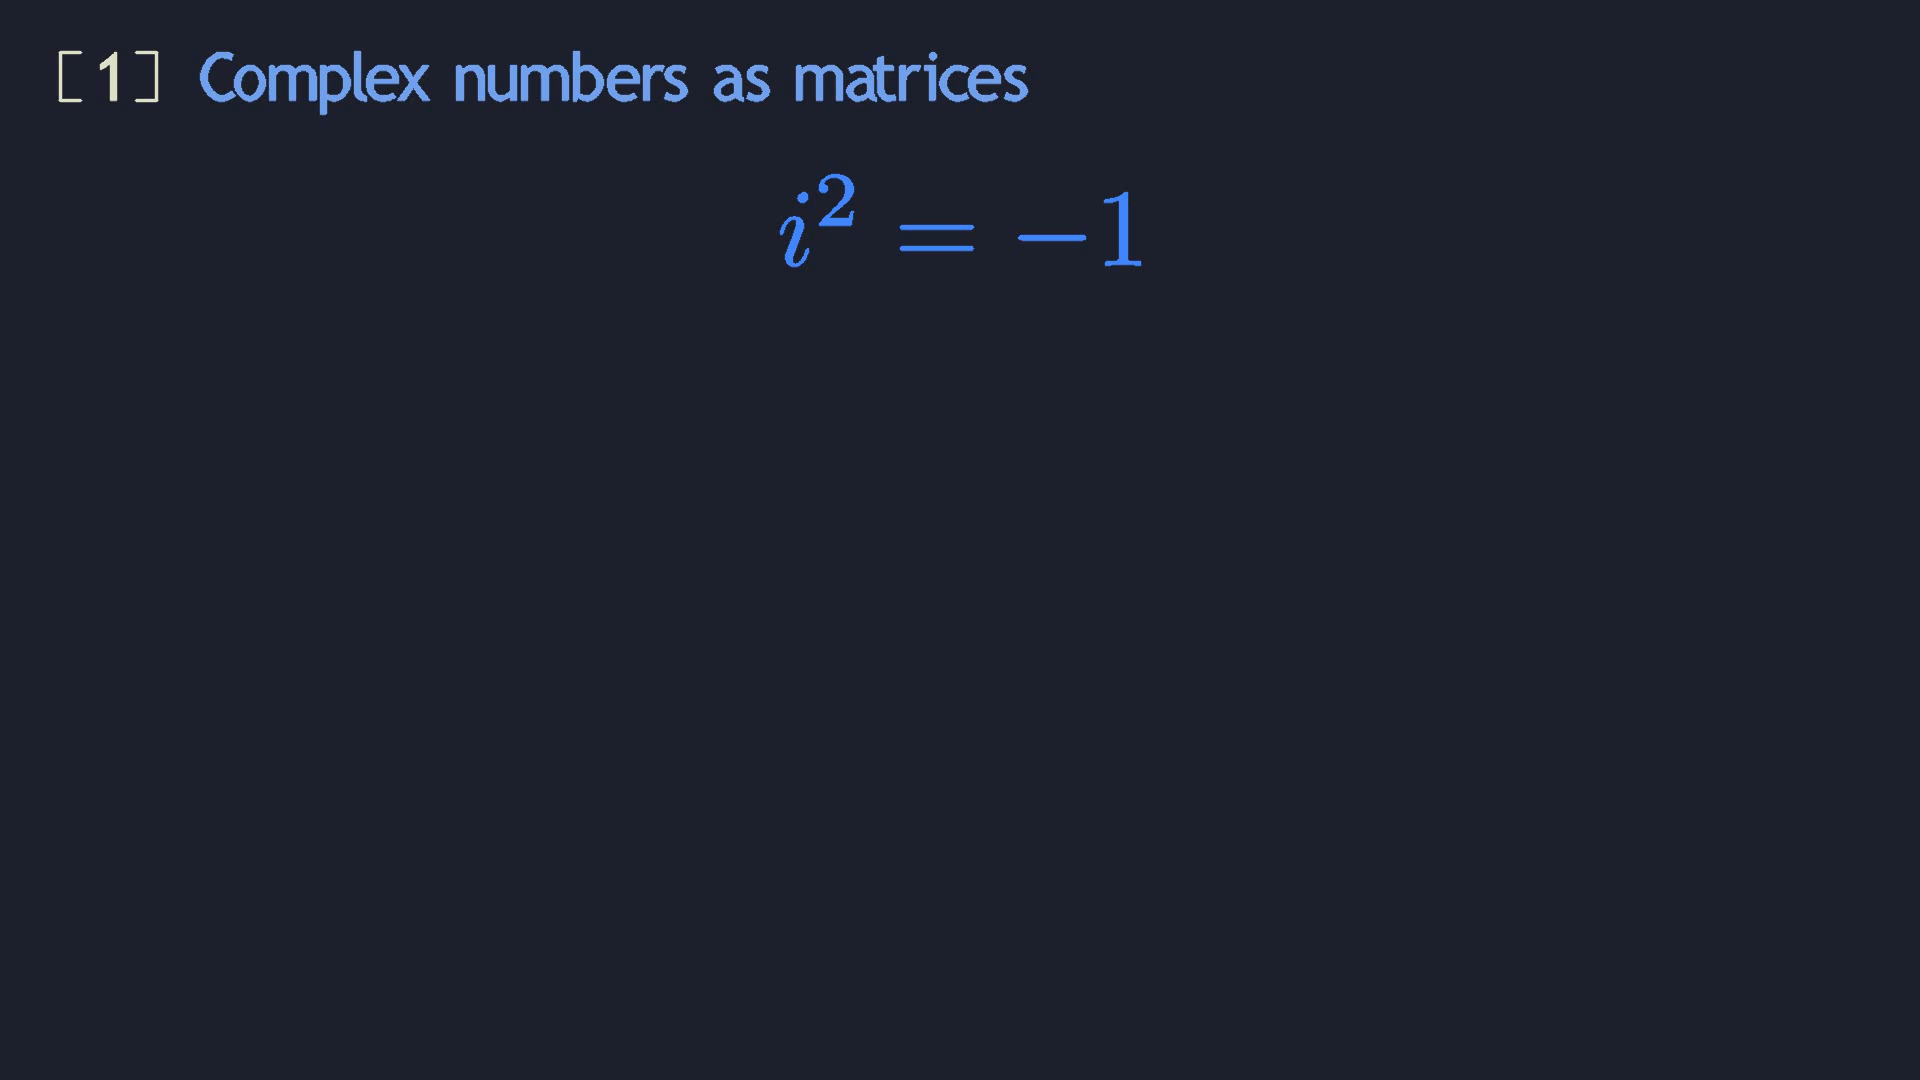 [1] Complex numbers as matrices
i² = −1